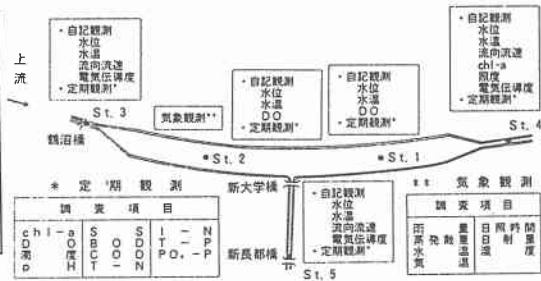 ・自記観測
水位
水温
流向流速
電気伝導度
・定期観測*
上流
St. 3
鶴沼橋
気象観測**
・自記観測
水位
水温
DO
・定期観測*
・自記観測
水位
水温
DO
・定期観測*
・自記観測
水位
水温
流向流速
chl-a
照度
電気伝導度
・定期観測*
St. 4
St. 2
St. 1
新大学橋
・自記観測
水位
水温
流向流速
電気伝導度
・定期観測*
新長都橋
St. 5
* 定期観測
調査項目
chl-a SS I-N
DO BOD T-P
濁度 COD PO₄-P
pH T-N
** 気象観測
調査項目
雨量 日照時間
蒸発散量 日射量
水温 湿度
気温